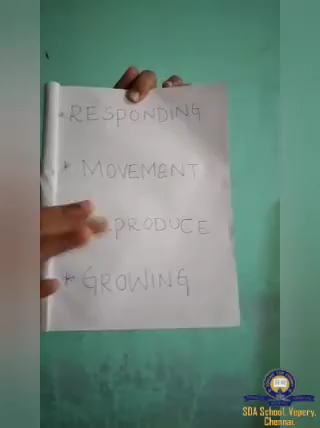 * RESPONDING
* MOVEMENT
PRODUCE
* GROWING
SDA School, Vepery,
Chennai.